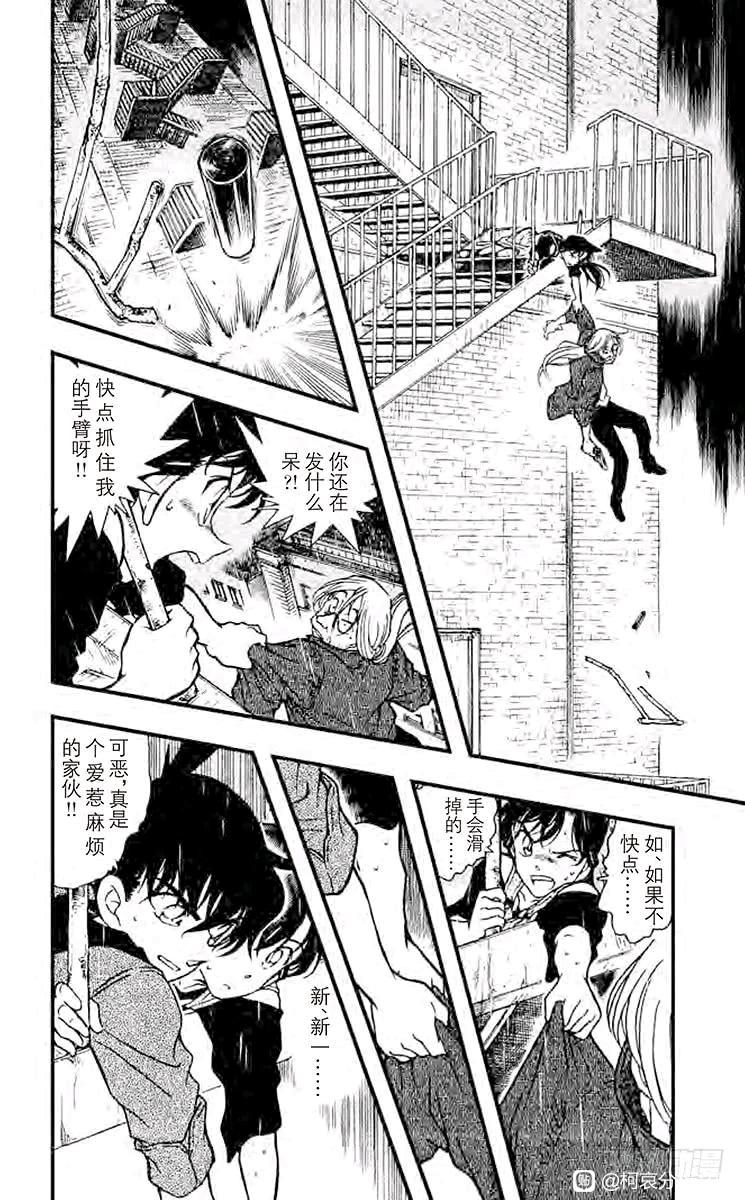 你还在
发什么
呆?!
快点抓住我
的手臂呀!!
如、如果不
快点……
手会滑
掉的……
新、新一……
可恶,真是
个爱惹麻烦
的家伙!!
贴 @柯哀分